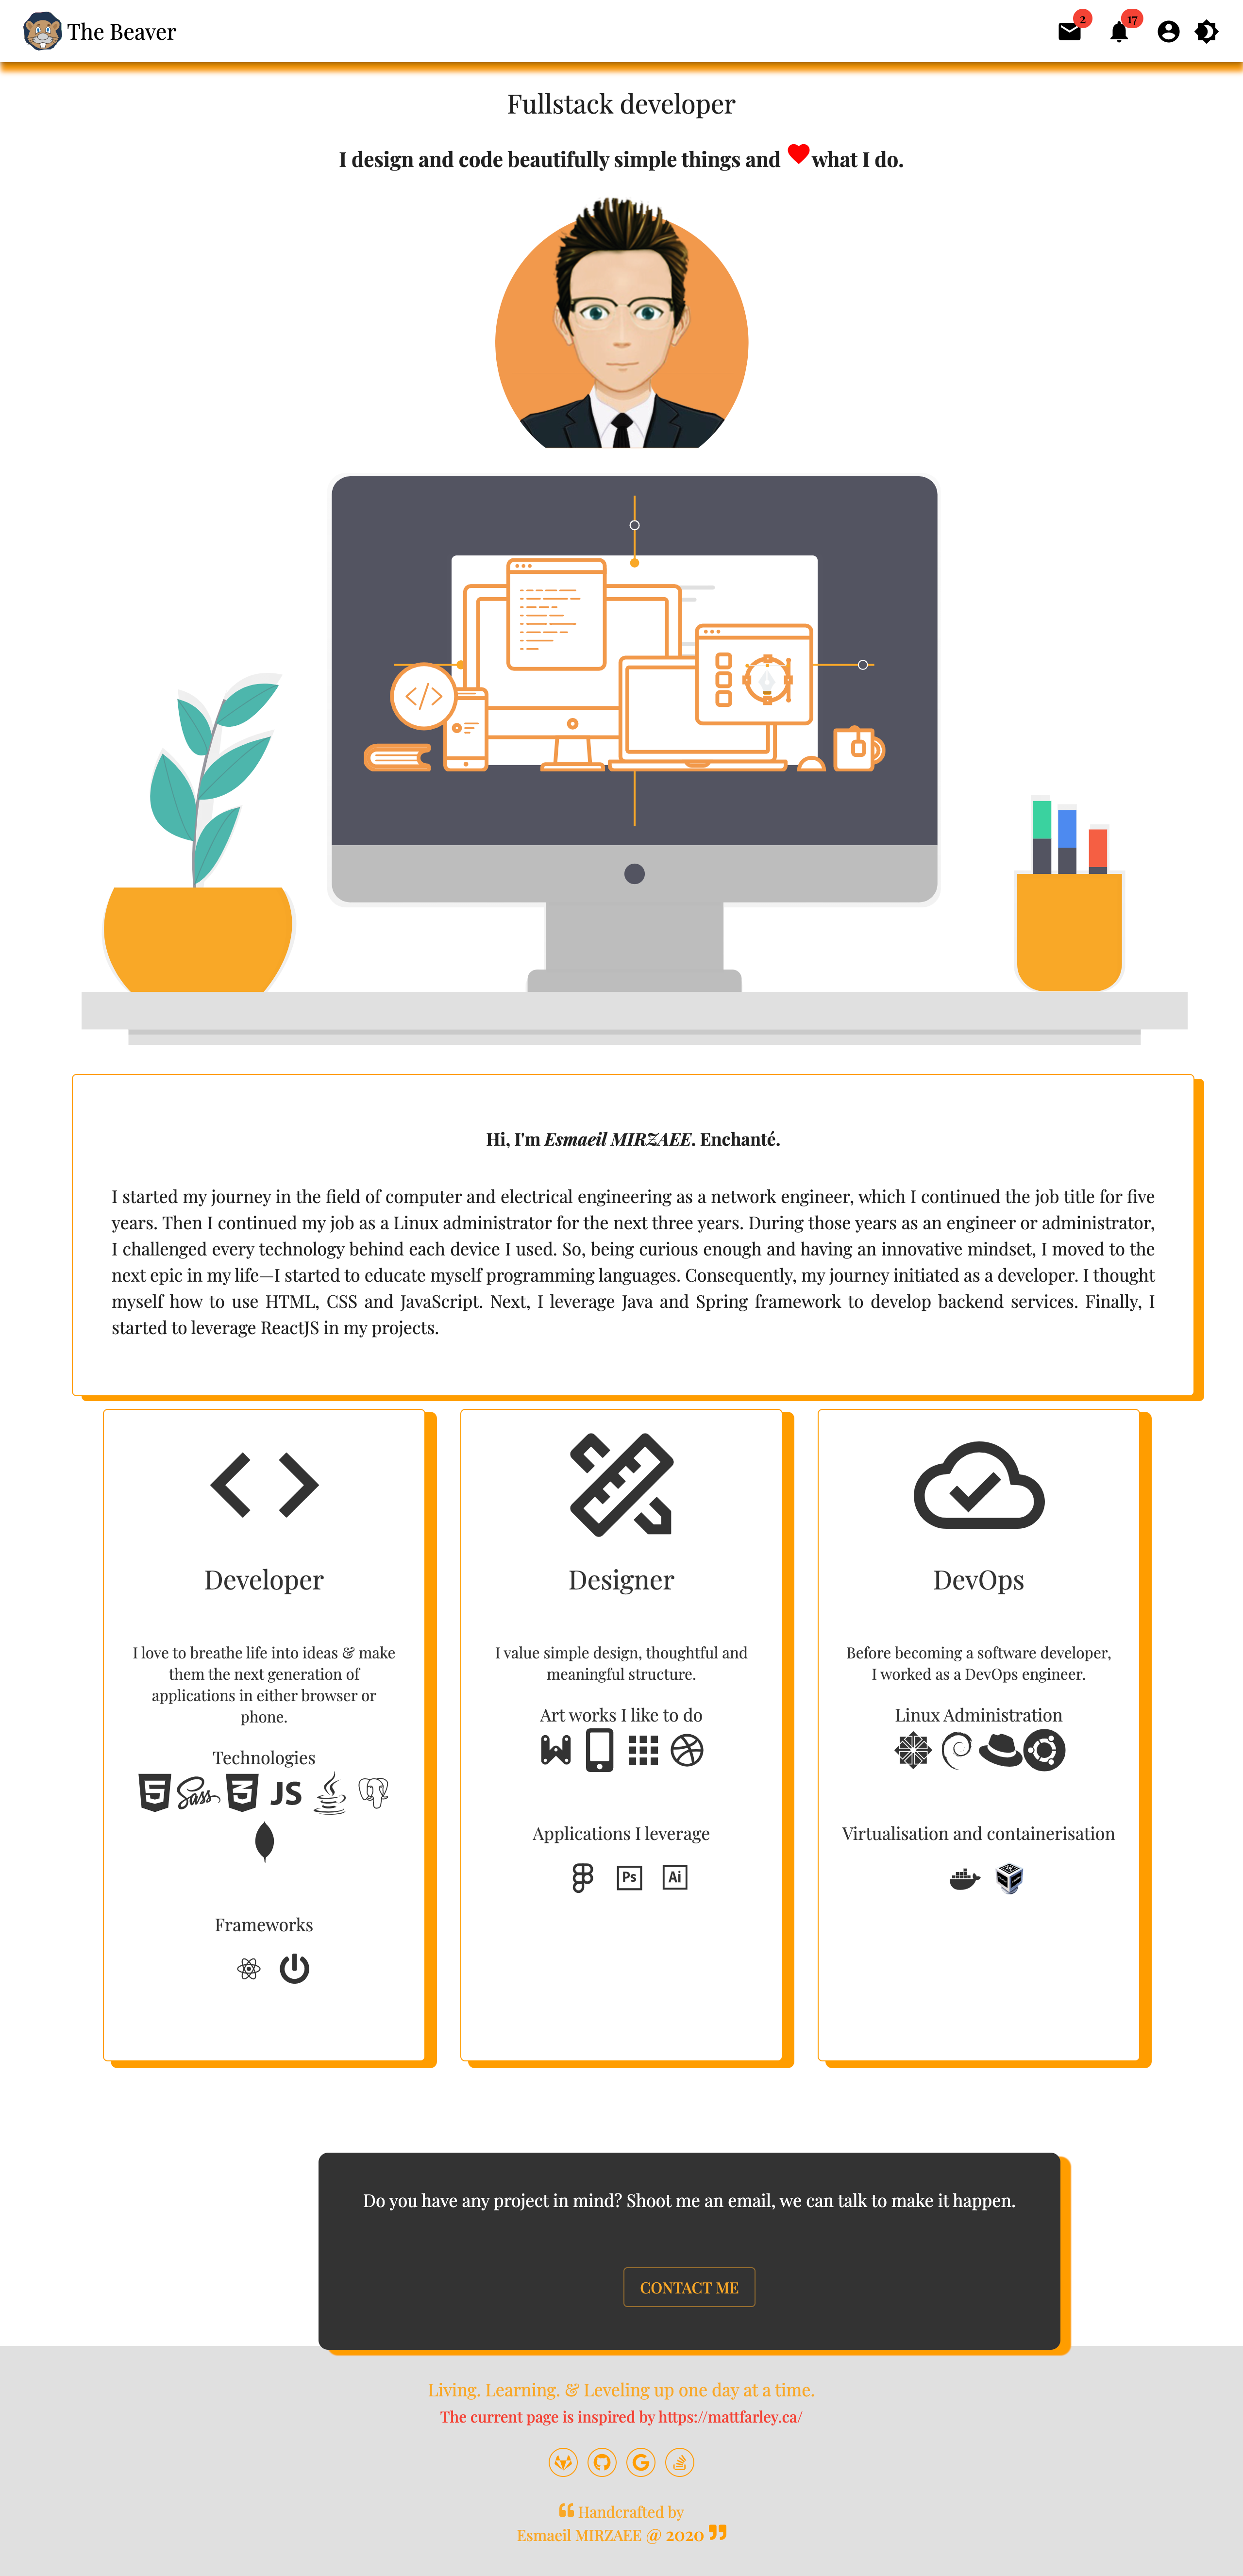 The Beaver
2
17
Fullstack developer
I design and code beautifully simple things and what I do.
Hi, I'm Esmaeil MIRZAEE. Enchanté.
I started my journey in the field of computer and electrical engineering as a network engineer, which I continued the job title for five
years. Then I continued my job as a Linux administrator for the next three years. During those years as an engineer or administrator,
I challenged every technology behind each device I used. So, being curious enough and having an innovative mindset, I moved to the
next epic in my life—I started to educate myself programming languages. Consequently, my journey initiated as a developer. I thought
myself how to use HTML, CSS and JavaScript. Next, I leverage Java and Spring framework to develop backend services. Finally, I
started to leverage ReactJS in my projects.
Developer
I love to breathe life into ideas & make
them the next generation of
applications in either browser or
phone.
Technologies
5 Sass 3 JS
Frameworks
Designer
I value simple design, thoughtful and
meaningful structure.
Art works I like to do
Applications I leverage
Ps Ai
DevOps
Before becoming a software developer,
I worked as a DevOps engineer.
Linux Administration
Virtualisation and containerisation
Do you have any project in mind? Shoot me an email, we can talk to make it happen.
CONTACT ME
Living. Learning. & Leveling up one day at a time.
The current page is inspired by https://mattfarley.ca/
G
❝ Handcrafted by
Esmaeil MIRZAEE @ 2020 ❞